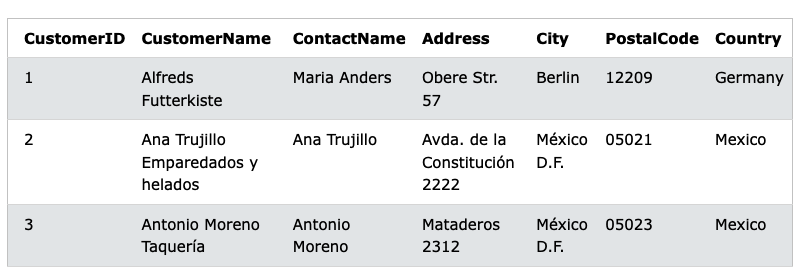 CustomerID CustomerName ContactName Address City PostalCode Country
1 Alfreds Maria Anders Obere Str. Berlin 12209 Germany
Futterkiste 57
2 Ana Trujillo Ana Trujillo Avda. de la México 05021 Mexico
Emparedados y Constitución D.F.
helados 2222
3 Antonio Moreno Antonio Mataderos México 05023 Mexico
Taquería Moreno 2312 D.F.